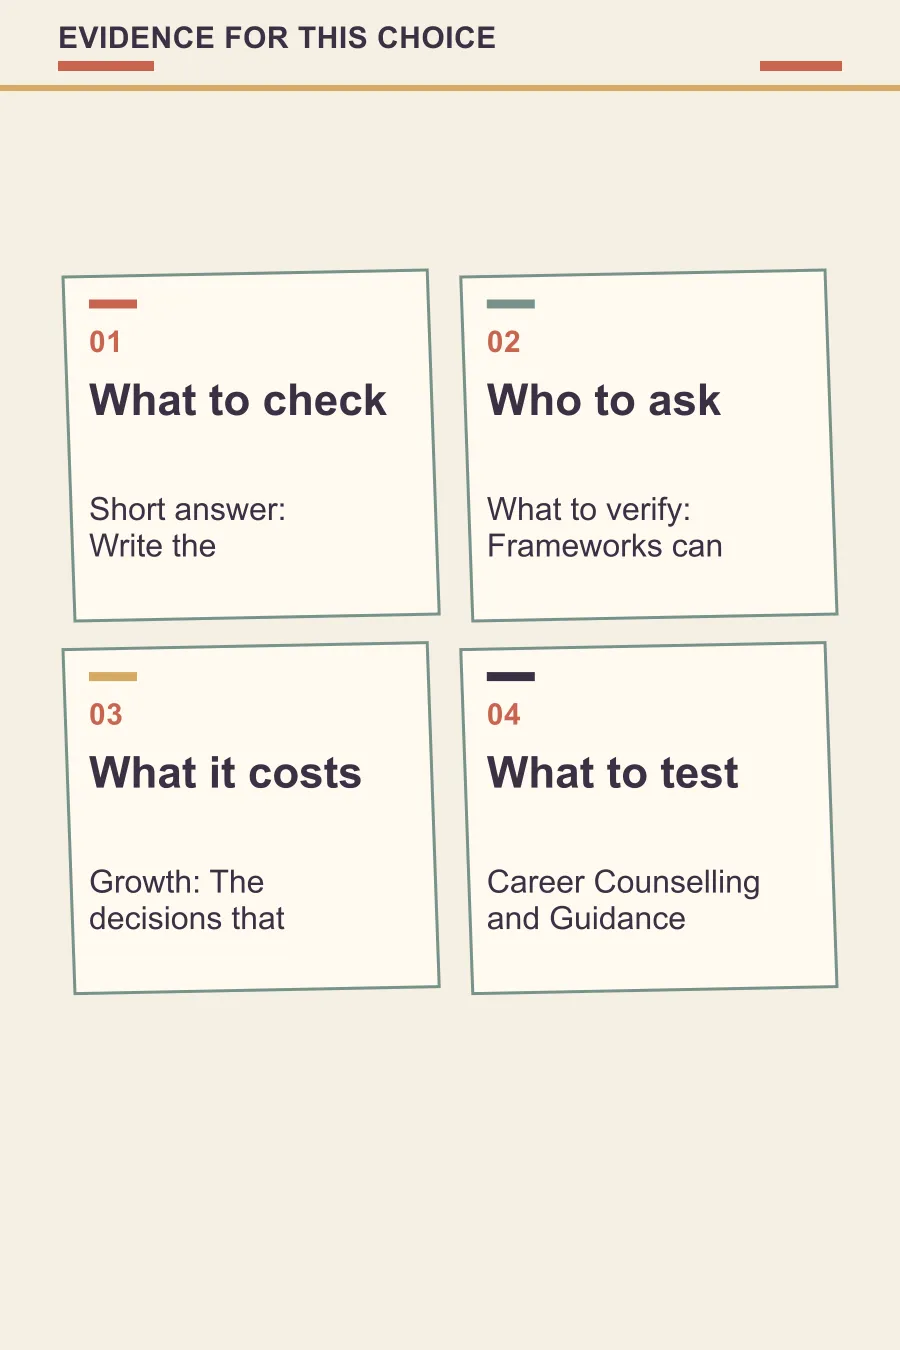 EVIDENCE FOR THIS CHOICE
01
What to check
Short answer:
Write the
02
Who to ask
What to verify:
Frameworks can
03
What it costs
Growth: The
decisions that
04
What to test
Career Counselling
and Guidance